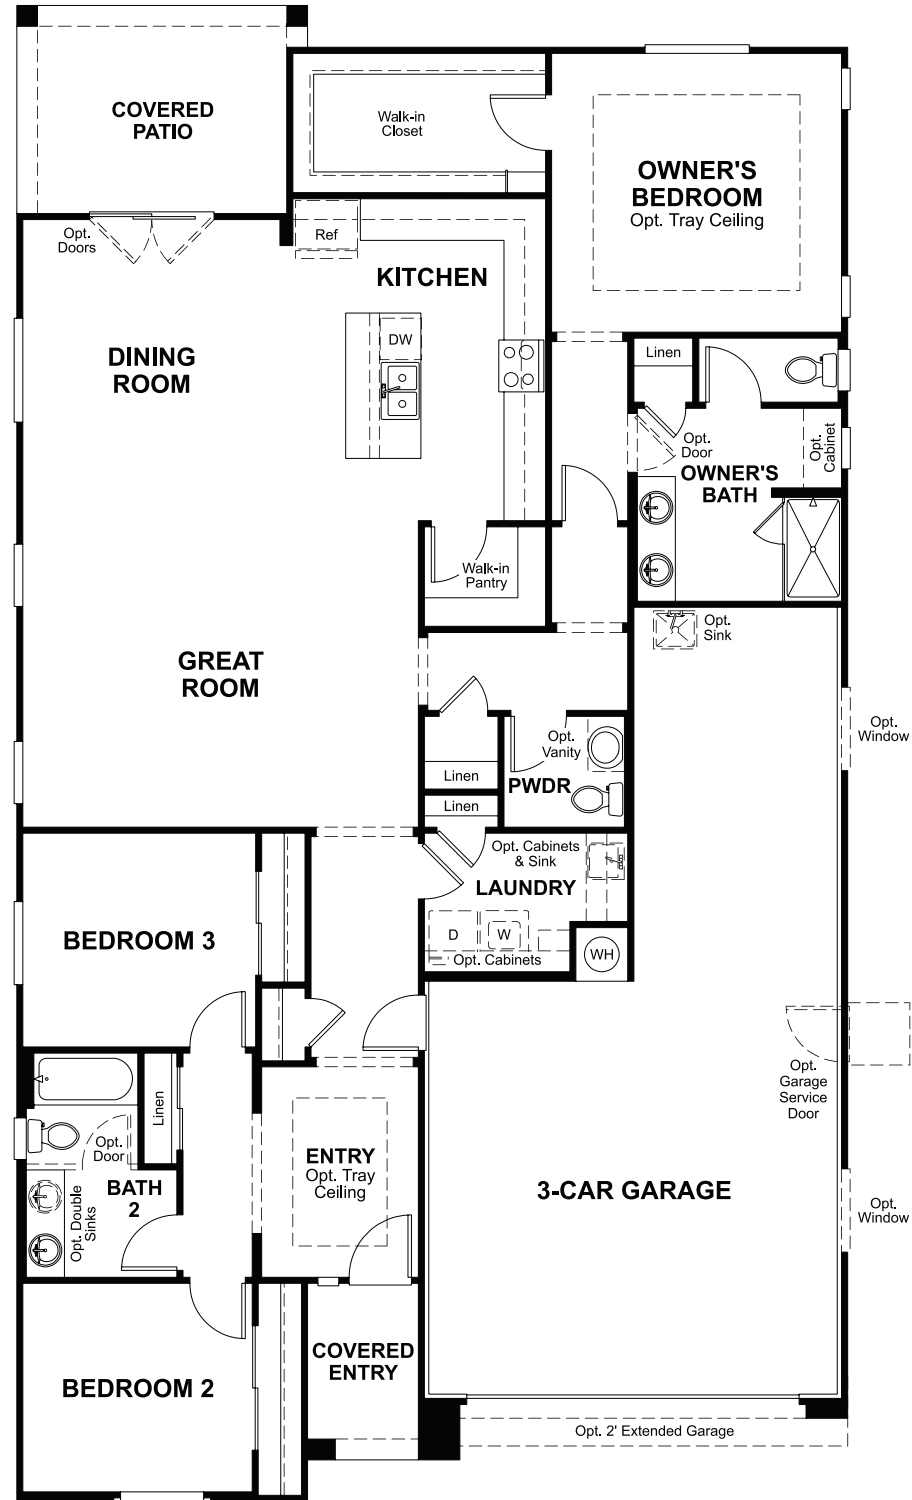 COVERED
PATIO
Walk-in
Closet
OWNER'S
BEDROOM
Opt. Tray Ceiling
Opt.
Doors
Ref
KITCHEN
DINING
ROOM
DW
Linen
Opt.
Door
Opt.
Cabinet
OWNER'S
BATH
Walk-in
Pantry
Opt.
Sink
GREAT
ROOM
Opt.
Window
Opt.
Vanity
Linen
PWDR
Linen
Opt. Cabinets
& Sink
LAUNDRY
D
W
Opt. Cabinets
WH
BEDROOM 3
Opt.
Garage
Service
Door
Linen
Opt.
Door
ENTRY
Opt. Tray
Ceiling
BATH
2
Opt. Double
Sinks
3-CAR GARAGE
Opt.
Window
COVERED
ENTRY
BEDROOM 2
Opt. 2' Extended Garage